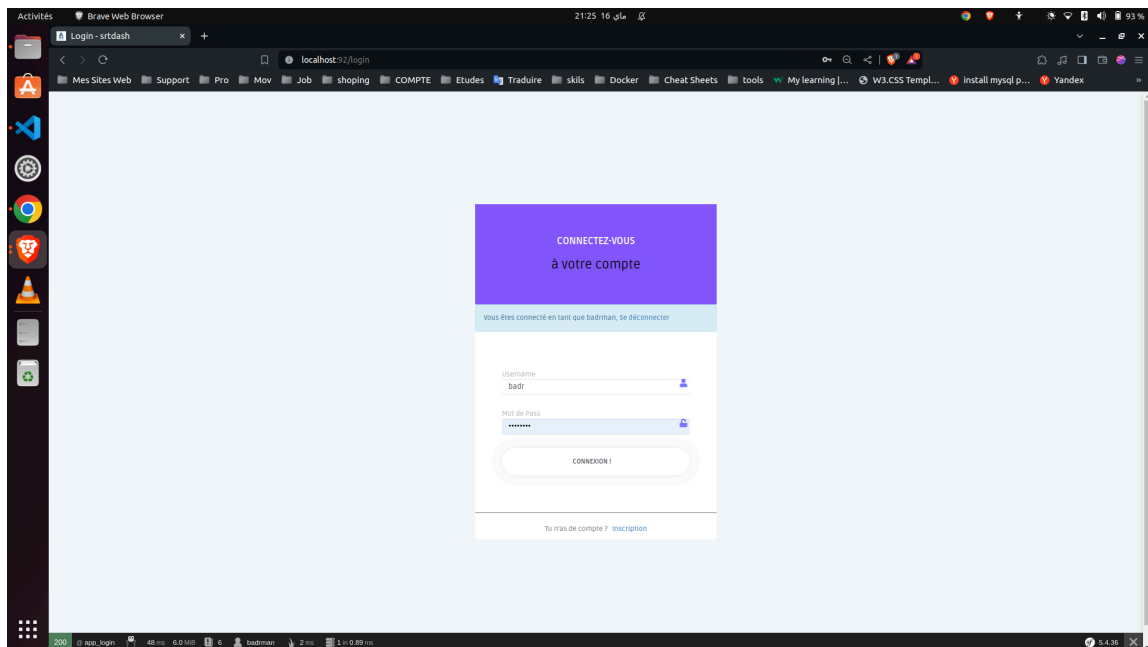 Activités Brave Web Browser 21:25 16 ماي 93 %
Login - srtdash × +
localhost:92/login
Mes Sites Web Support Pro Mov Job shoping COMPTE Etudes Traduire skils Docker Cheat Sheets tools My learning |... W3.CSS Templ... install mysql p... Yandex »
CONNECTEZ-VOUS
à votre compte
Vous êtes connecté en tant que badrman, Se déconnecter
Username
badr
Mot de Pass
••••••••
CONNEXION !
Tu n'as de compte ? Inscription
200 @ app_login 48 ms 6.0 MiB 6 badrman 2 ms 1 in 0.89 ms 5.4.36